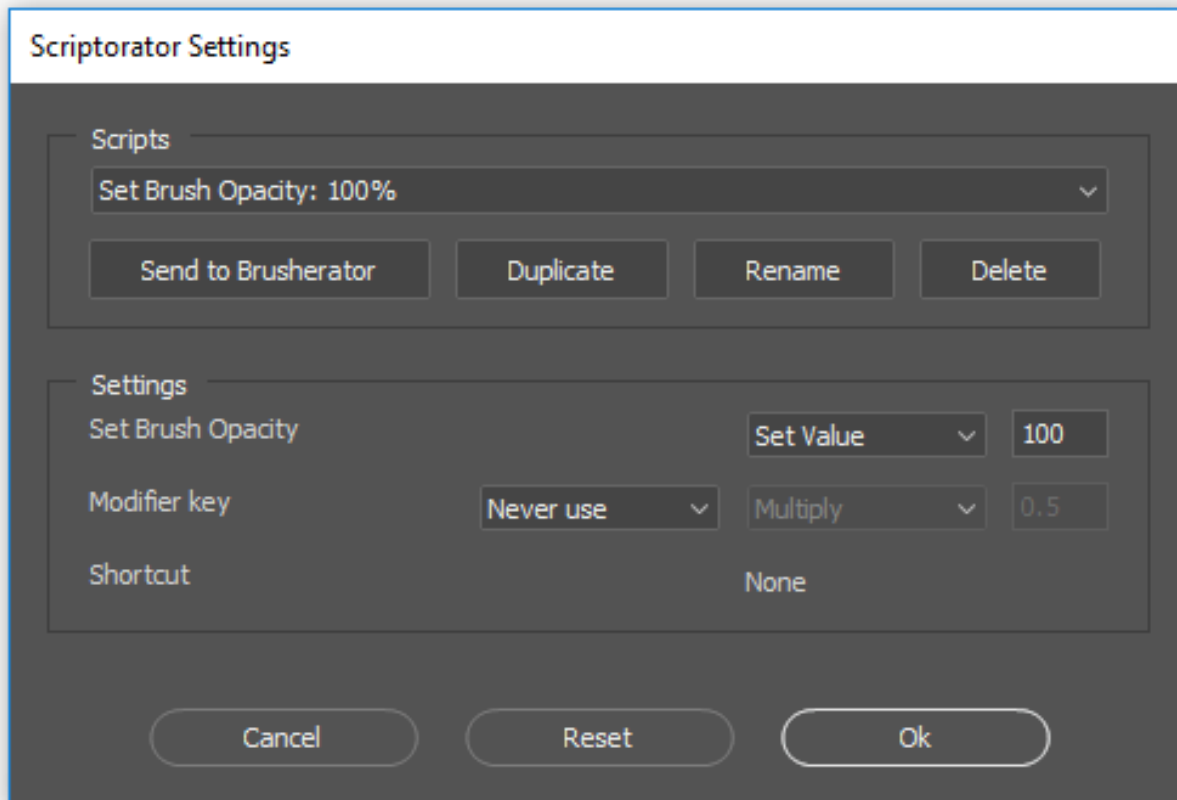 Scriptorator Settings
Scripts
Set Brush Opacity: 100%
Send to Brusherator Duplicate Rename Delete
Settings
Set Brush Opacity Set Value 100
Modifier key Never use Multiply 0.5
Shortcut None
Cancel Reset Ok